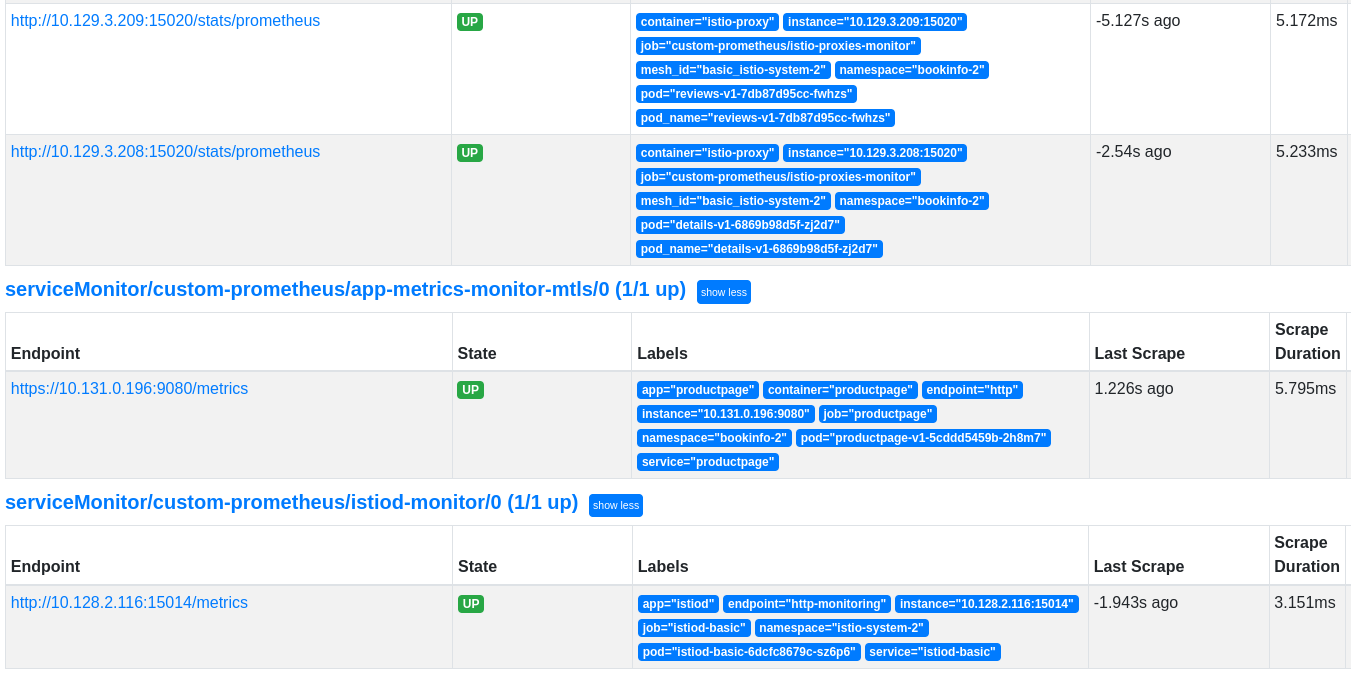 http://10.129.3.209:15020/stats/prometheus UP container="istio-proxy" instance="10.129.3.209:15020" -5.127s ago 5.172ms
job="custom-prometheus/istio-proxies-monitor"
mesh_id="basic_istio-system-2" namespace="bookinfo-2"
pod="reviews-v1-7db87d95cc-fwhzs"
pod_name="reviews-v1-7db87d95cc-fwhzs"
http://10.129.3.208:15020/stats/prometheus UP container="istio-proxy" instance="10.129.3.208:15020" -2.54s ago 5.233ms
job="custom-prometheus/istio-proxies-monitor"
mesh_id="basic_istio-system-2" namespace="bookinfo-2"
pod="details-v1-6869b98d5f-zj2d7"
pod_name="details-v1-6869b98d5f-zj2d7"
serviceMonitor/custom-prometheus/app-metrics-monitor-mtls/0 (1/1 up) show less
Scrape
Endpoint State Labels Last Scrape Duration
https://10.131.0.196:9080/metrics UP app="productpage" container="productpage" endpoint="http" 1.226s ago 5.795ms
instance="10.131.0.196:9080" job="productpage"
namespace="bookinfo-2" pod="productpage-v1-5cddd5459b-2h8m7"
service="productpage"
serviceMonitor/custom-prometheus/istiod-monitor/0 (1/1 up) show less
Scrape
Endpoint State Labels Last Scrape Duration
http://10.128.2.116:15014/metrics UP app="istiod" endpoint="http-monitoring" instance="10.128.2.116:15014" -1.943s ago 3.151ms
job="istiod-basic" namespace="istio-system-2"
pod="istiod-basic-6dcfc8679c-sz6p6" service="istiod-basic"